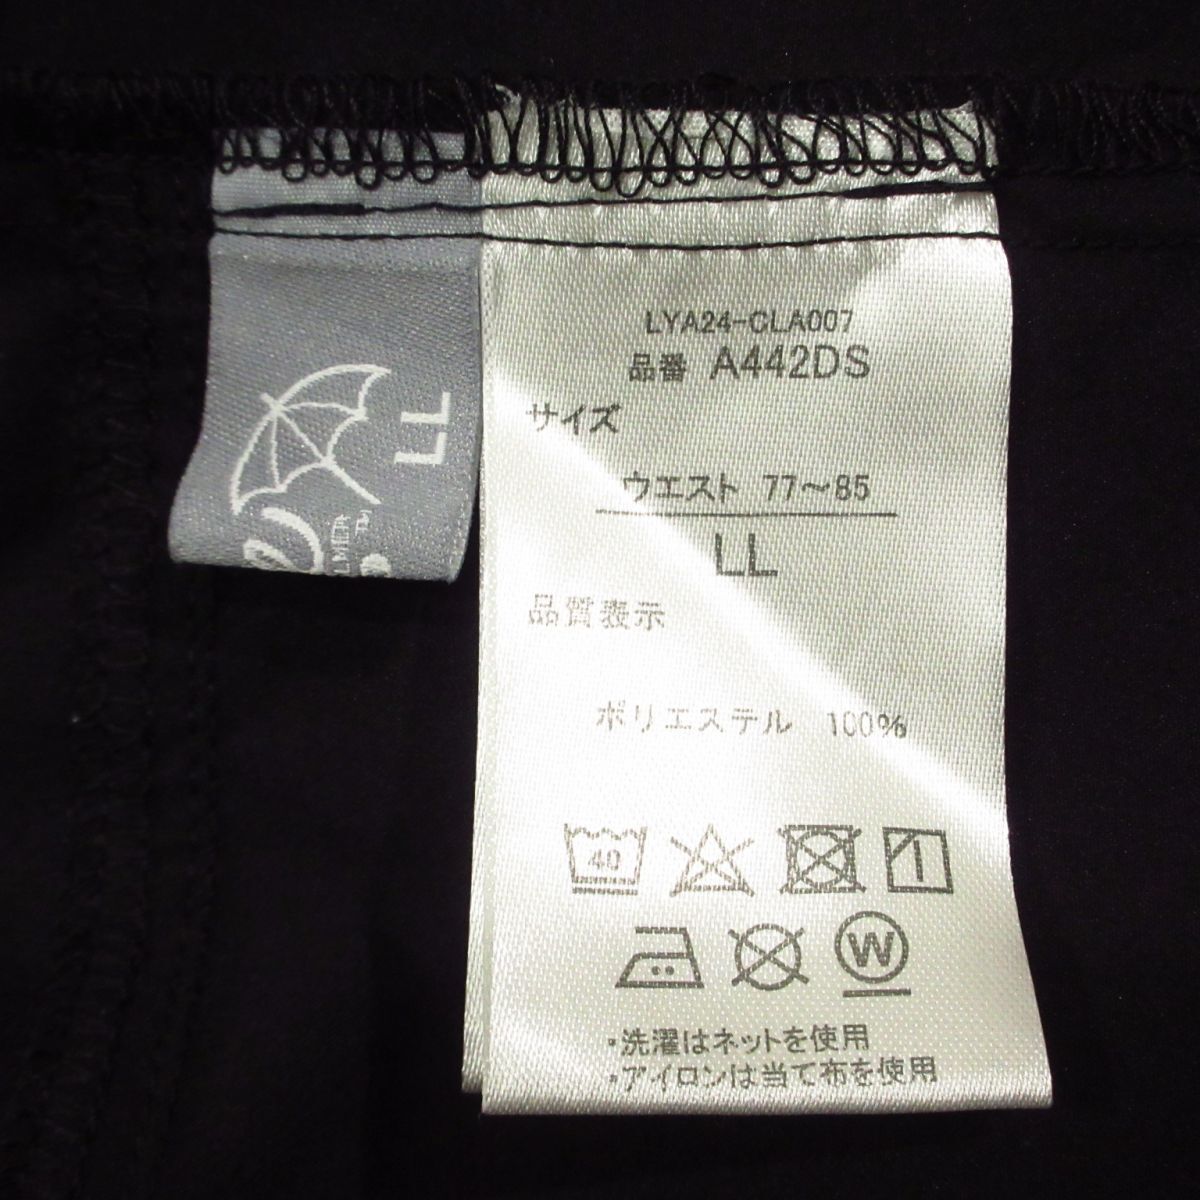 LYA24-CLA007
品番 A442DS
サイズ
ウエスト 77～85
LL
品質表示
ポリエステル 100%
40
W
・洗濯はネットを使用
・アイロンは当て布を使用
LL